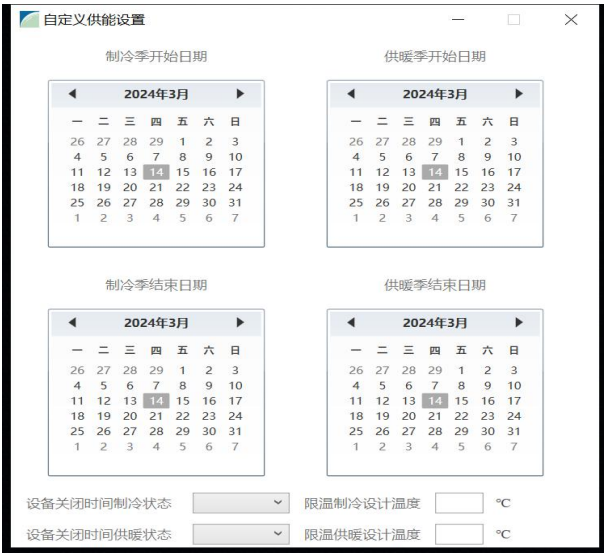 自定义供能设置
制冷季开始日期 供暖季开始日期
2024年3月 2024年3月
一 二 三 四 五 六 日 一 二 三 四 五 六 日
26 27 28 29 1 2 3 26 27 28 29 1 2 3
4 5 6 7 8 9 10 4 5 6 7 8 9 10
11 12 13 14 15 16 17 11 12 13 14 15 16 17
18 19 20 21 22 23 24 18 19 20 21 22 23 24
25 26 27 28 29 30 31 25 26 27 28 29 30 31
1 2 3 4 5 6 7 1 2 3 4 5 6 7
制冷季结束日期 供暖季结束日期
2024年3月 2024年3月
一 二 三 四 五 六 日 一 二 三 四 五 六 日
26 27 28 29 1 2 3 26 27 28 29 1 2 3
4 5 6 7 8 9 10 4 5 6 7 8 9 10
11 12 13 14 15 16 17 11 12 13 14 15 16 17
18 19 20 21 22 23 24 18 19 20 21 22 23 24
25 26 27 28 29 30 31 25 26 27 28 29 30 31
1 2 3 4 5 6 7 1 2 3 4 5 6 7
设备关闭时间制冷状态 限温制冷设计温度 ℃
设备关闭时间供暖状态 限温供暖设计温度 ℃